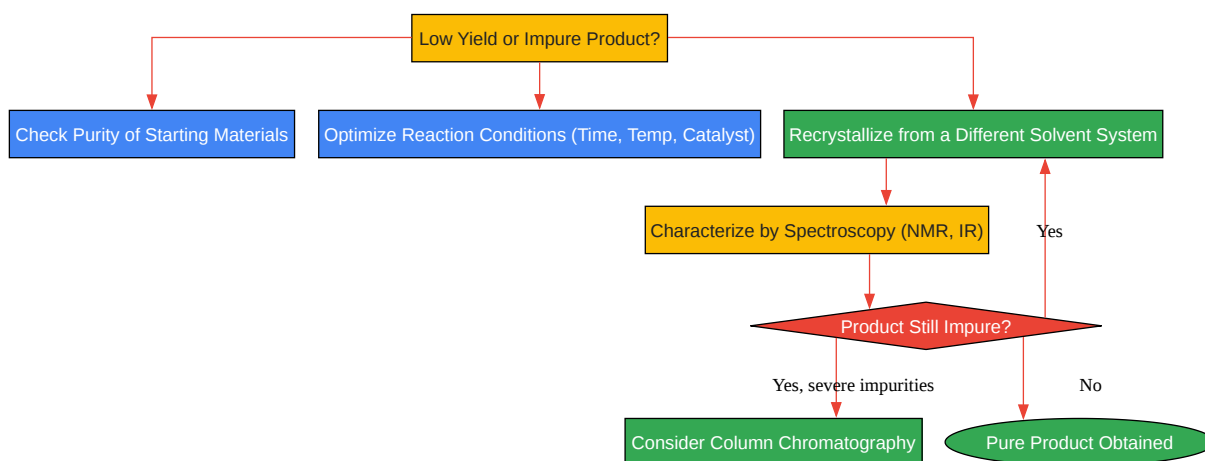 Low Yield or Impure Product?
Check Purity of Starting Materials
Optimize Reaction Conditions (Time, Temp, Catalyst)
Recrystallize from a Different Solvent System
Characterize by Spectroscopy (NMR, IR)
Yes
Product Still Impure?
Yes, severe impurities
No
Consider Column Chromatography
Pure Product Obtained